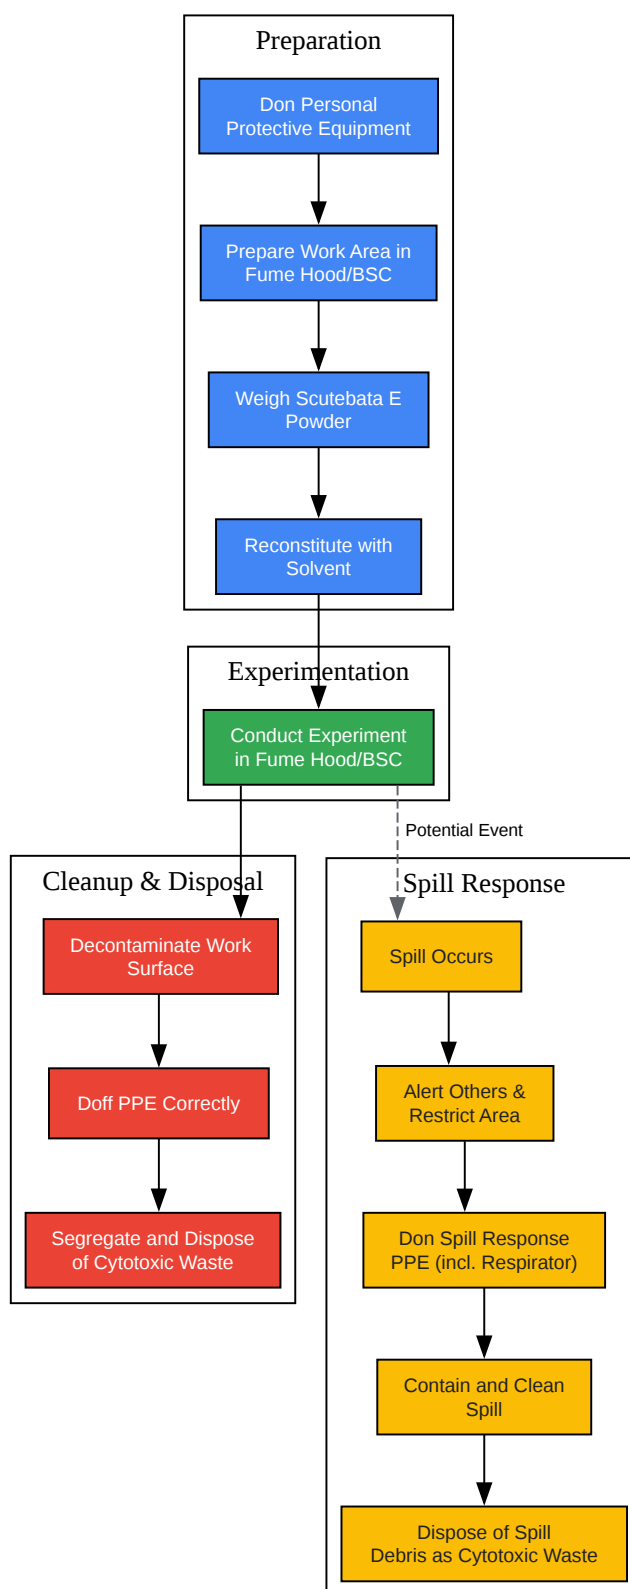 Preparation
Don Personal
Protective Equipment
Prepare Work Area in
Fume Hood/BSC
Weigh Scutebata E
Powder
Reconstitute with
Solvent
Experimentation
Conduct Experiment
in Fume Hood/BSC
Potential Event
Cleanup & Disposal
Decontaminate Work
Surface
Doff PPE Correctly
Segregate and Dispose
of Cytotoxic Waste
Spill Response
Spill Occurs
Alert Others &
Restrict Area
Don Spill Response
PPE (incl. Respirator)
Contain and Clean
Spill
Dispose of Spill
Debris as Cytotoxic Waste